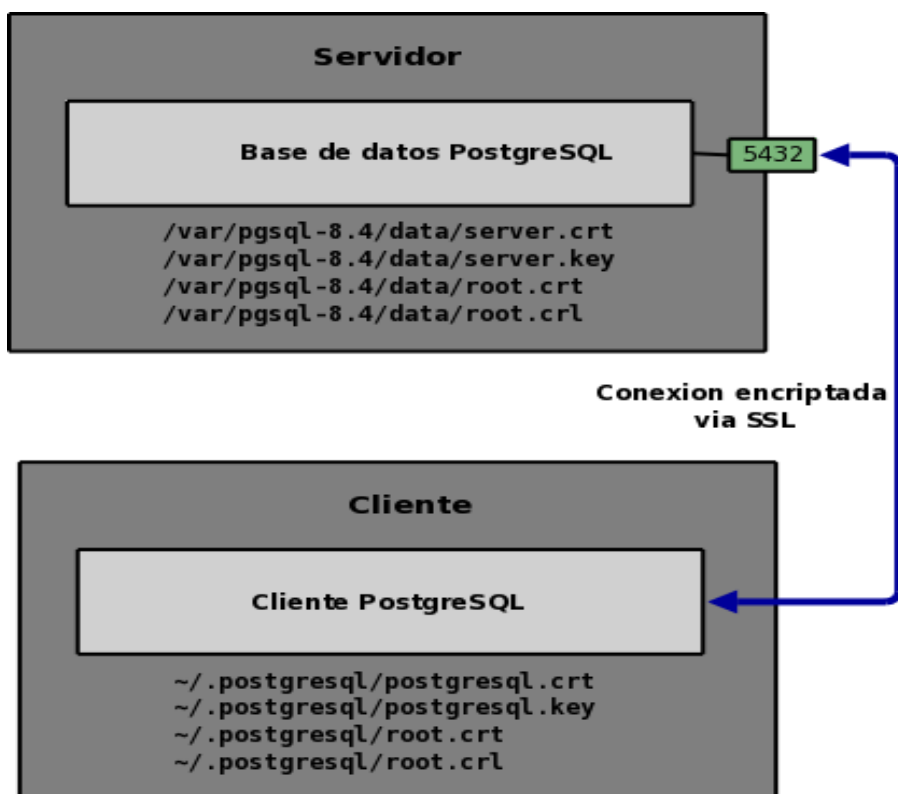 Servidor
Base de datos PostgreSQL
5432
/var/pgsql-8.4/data/server.crt
/var/pgsql-8.4/data/server.key
/var/pgsql-8.4/data/root.crt
/var/pgsql-8.4/data/root.crl
Conexion encriptada
via SSL
Cliente
Cliente PostgreSQL
~/.postgresql/postgresql.crt
~/.postgresql/postgresql.key
~/.postgresql/root.crt
~/.postgresql/root.crl